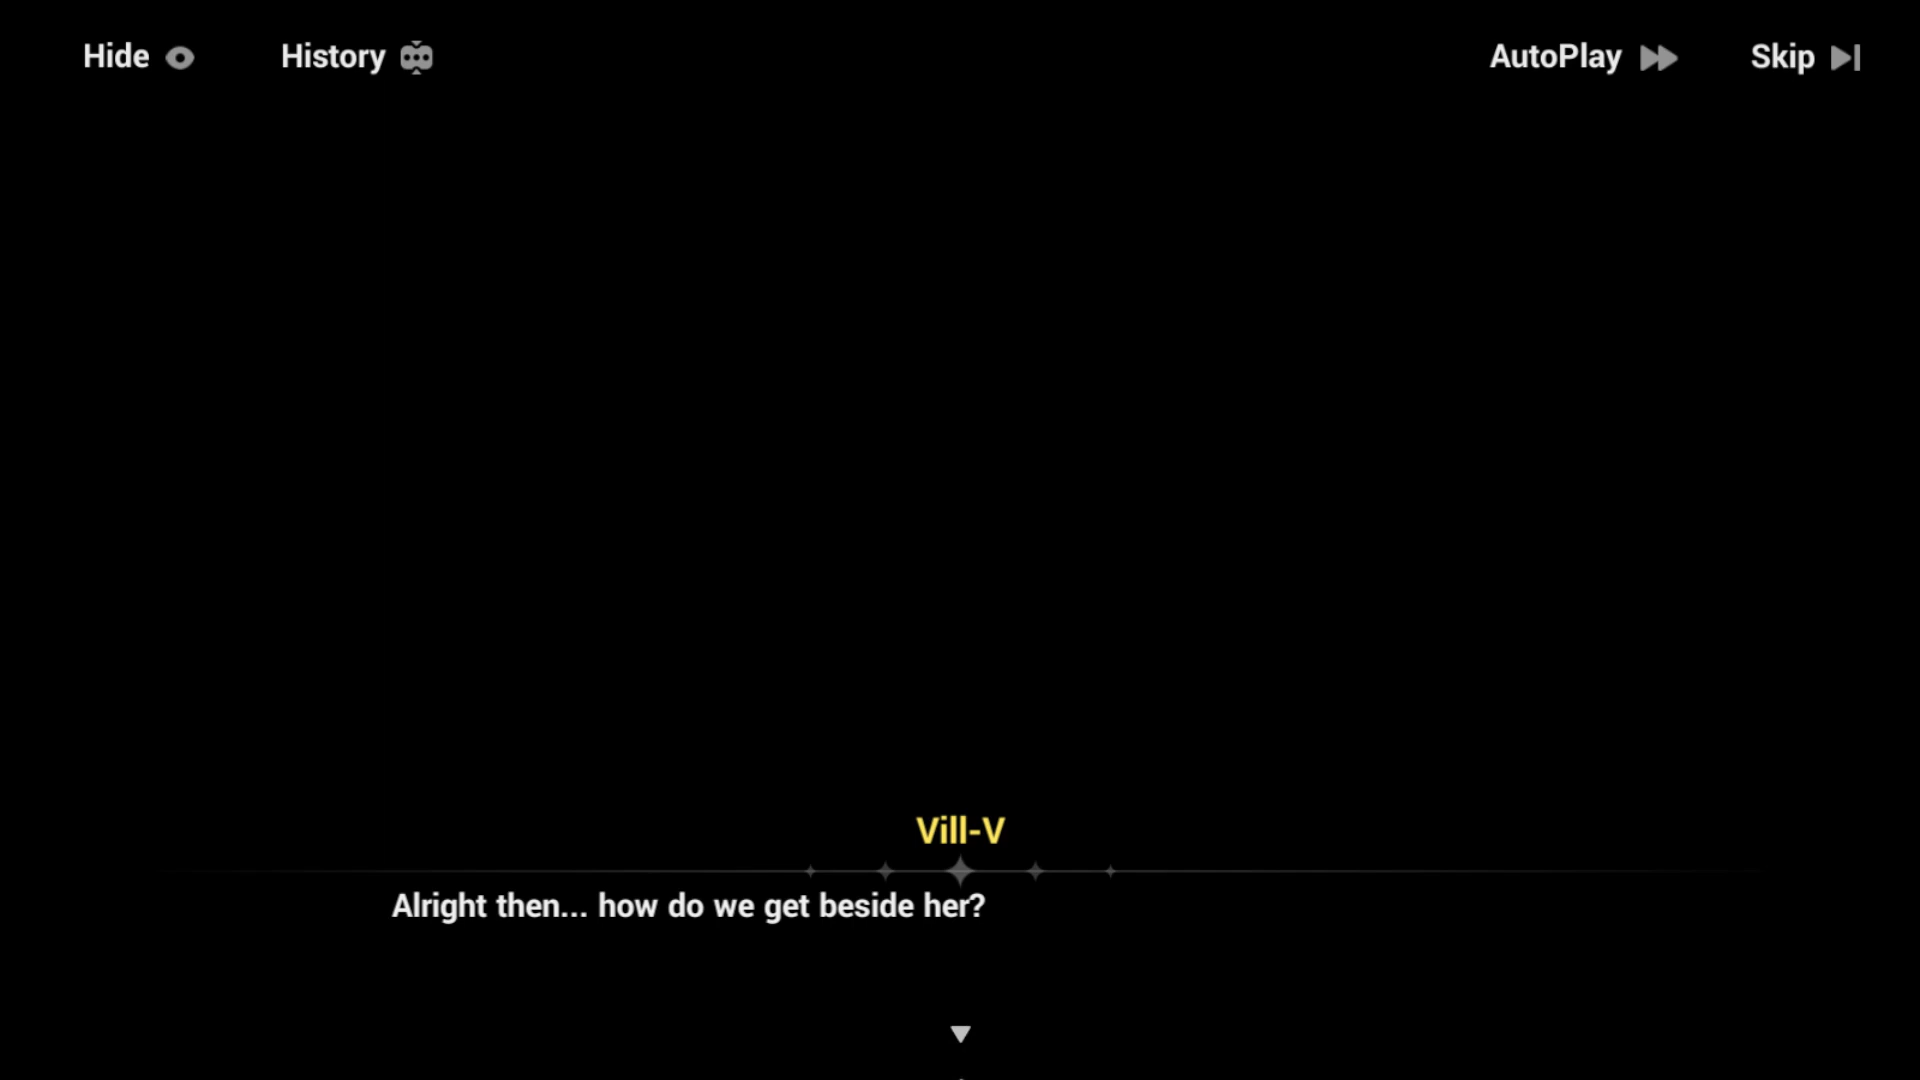 Hide
History
AutoPlay
Skip
Vill-V
Alright then... how do we get beside her?